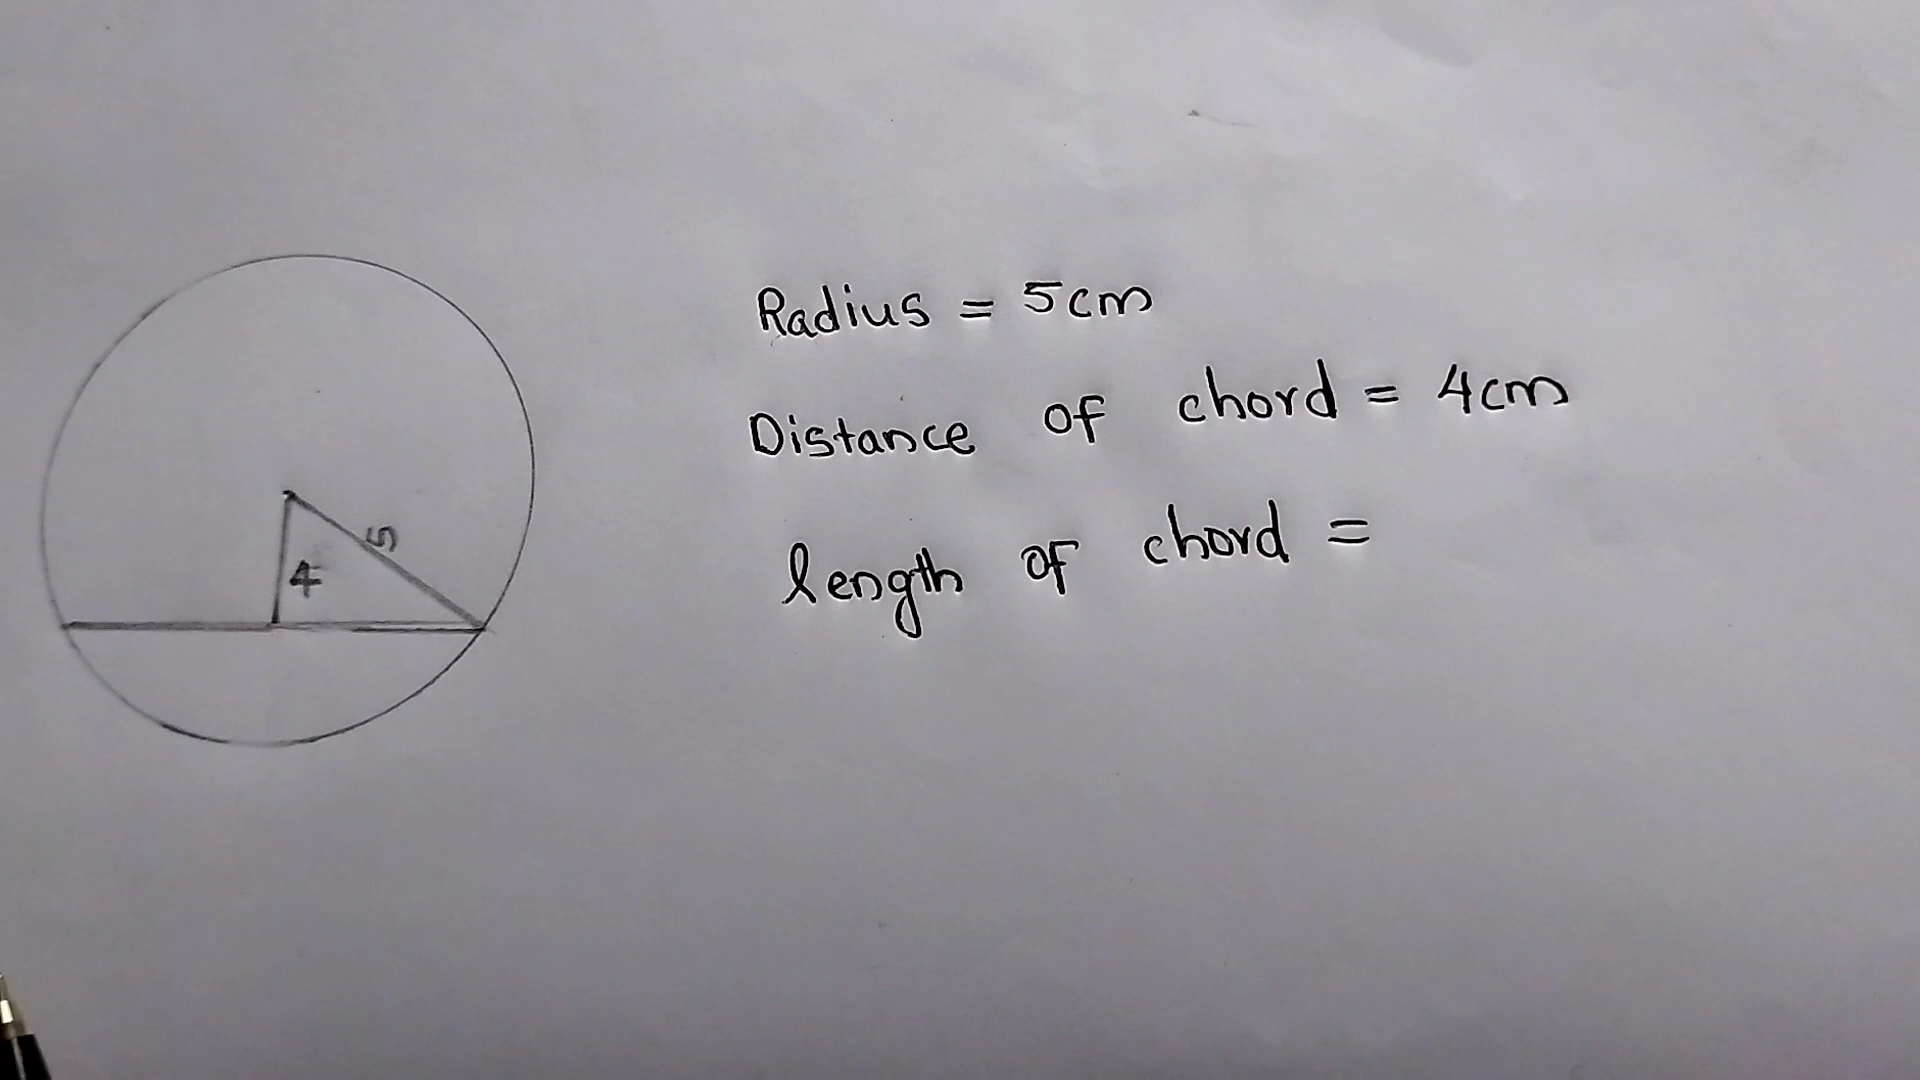 Radius = 5cm
Distance of chord = 4cm
length of chord =
5
4